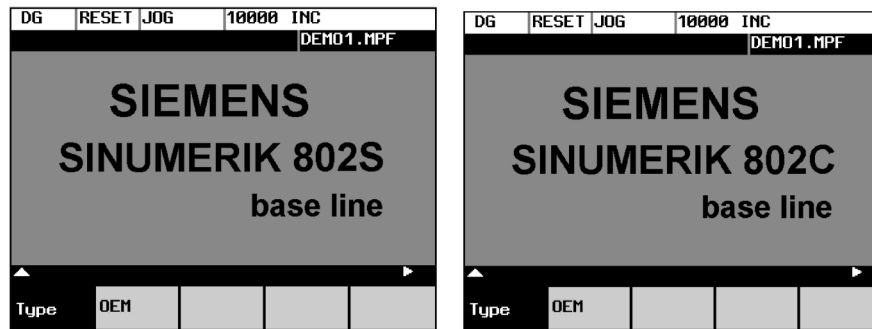 DG RESET JOG 10000 INC
DEMO1.MPF
SIEMENS
SINUMERIK 802S
base line
Type OEM
DG RESET JOG 10000 INC
DEMO1.MPF
SIEMENS
SINUMERIK 802C
base line
Type OEM